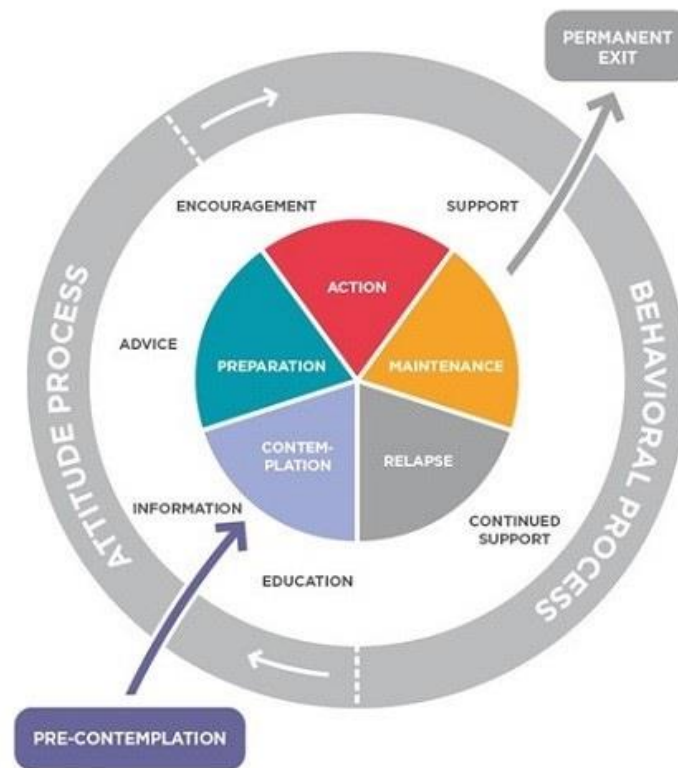 PERMANENT
EXIT
ENCOURAGEMENT
SUPPORT
ACTION
ATTITUDE PROCESS
BEHAVIORAL PROCESS
ADVICE
PREPARATION
MAINTENANCE
CONTEM-
PLATION
RELAPSE
INFORMATION
CONTINUED
SUPPORT
EDUCATION
PRE-CONTEMPLATION